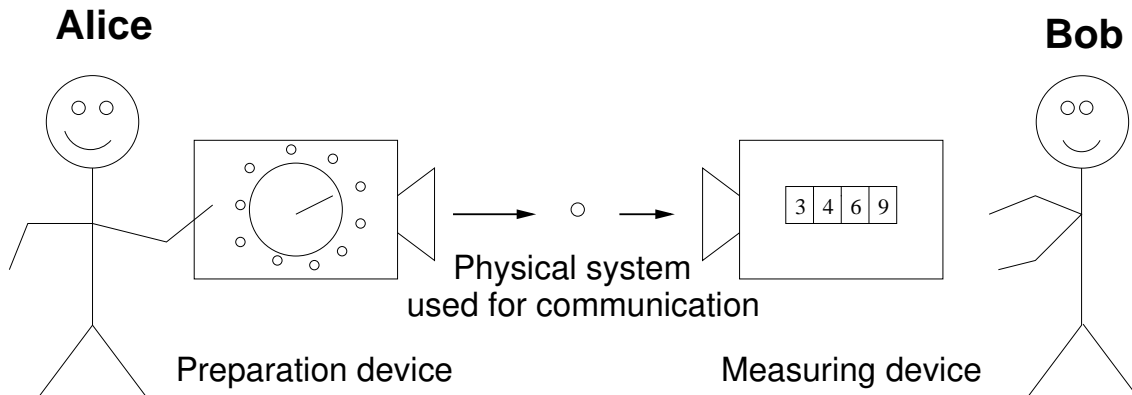 Alice
Bob
3 4 6 9
Physical system
used for communication
Preparation device
Measuring device